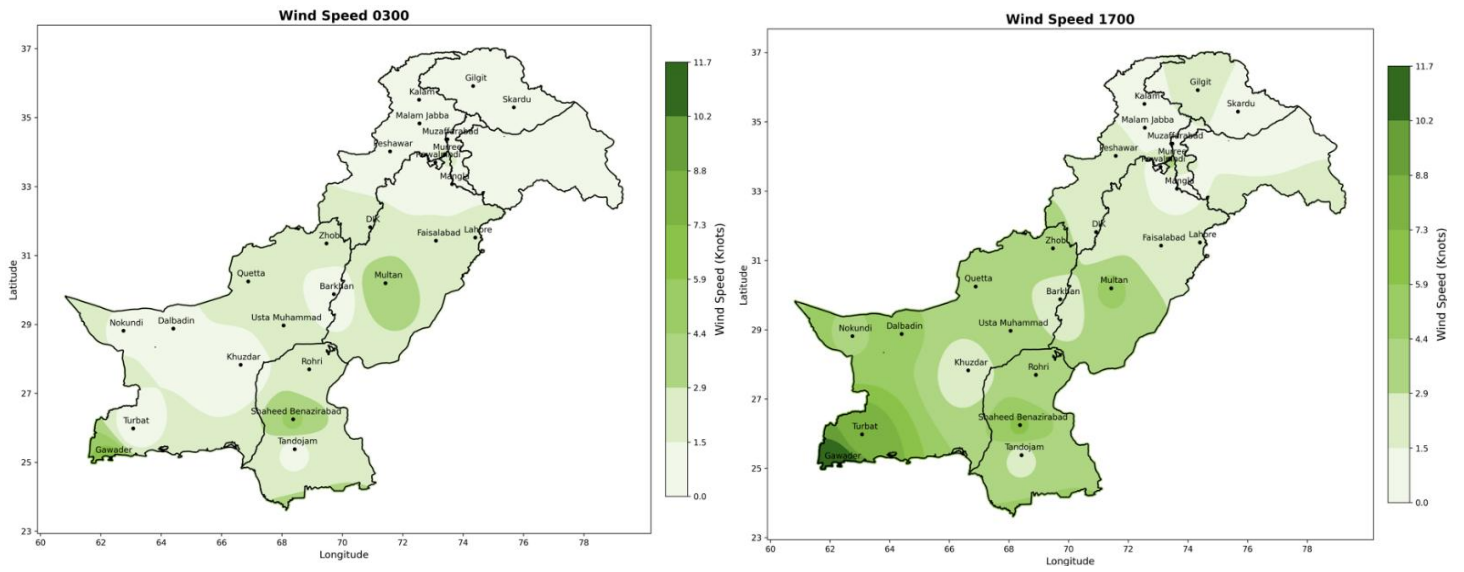 Wind Speed 0300
37
35
33
31
29
27
25
23
60
62
64
66
68
70
72
74
76
78
Latitude
Longitude
Gilgit
Kalam
Skardu
Malam Jabba
Muzaffarabad
Peshawar
Murree
Rawalpindi
Mangla
DIK
Zhob
Faisalabad
Lahore
Quetta
Multan
Barkhan
Usta Muhammad
Nokundi
Dalbadin
Khuzdar
Rohri
Shaheed Benazirabad
Turbat
Tandojam
Gawader
11.7
10.2
8.8
7.3
5.9
4.4
2.9
1.5
0.0
Wind Speed (Knots)
Wind Speed 1700
37
35
33
31
29
27
25
23
60
62
64
66
68
70
72
74
76
78
Latitude
Longitude
Gilgit
Kalam
Skardu
Malam Jabba
Muzaffarabad
Peshawar
Murree
Rawalpindi
Mangla
DIK
Zhob
Faisalabad
Lahore
Quetta
Multan
Barkhan
Usta Muhammad
Nokundi
Dalbadin
Khuzdar
Rohri
Shaheed Benazirabad
Turbat
Tandojam
Gawader
11.7
10.2
8.8
7.3
5.9
4.4
2.9
1.5
0.0
Wind Speed (Knots)